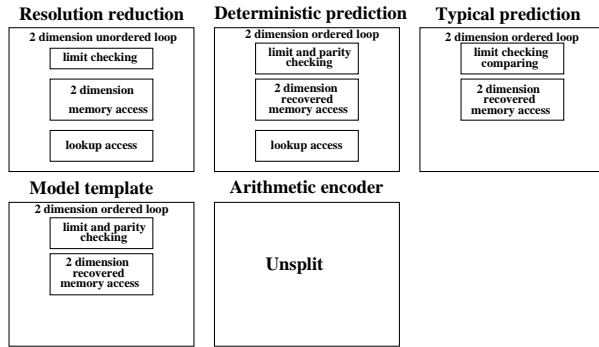 Resolution reduction
2 dimension unordered loop
limit checking
2 dimension
memory access
lookup access
Deterministic prediction
2 dimension ordered loop
limit and parity
checking
2 dimension
recovered
memory access
lookup access
Typical prediction
2 dimension ordered loop
limit checking
comparing
2 dimension
recovered
memory access
Model template
2 dimension ordered loop
limit and parity
checking
2 dimension
recovered
memory access
Arithmetic encoder
Unsplit